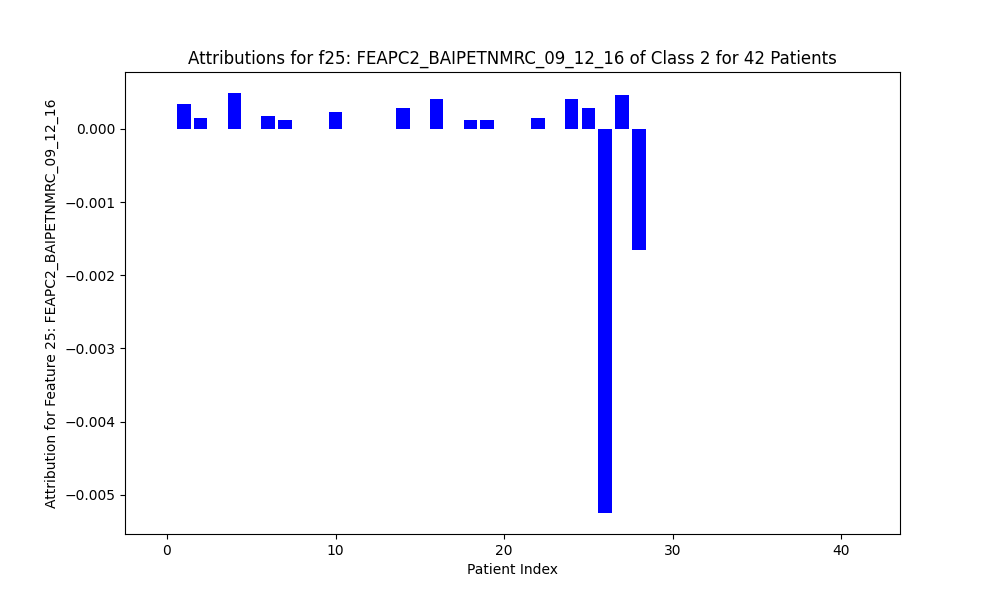 Attributions for f25: FEAPC2_BAIPETNMRC_09_12_16 of Class 2 for 42 Patients
Attribution for Feature 25: FEAPC2_BAIPETNMRC_09_12_16
0.000
−0.001
−0.002
−0.003
−0.004
−0.005
0 10 20 30 40
Patient Index